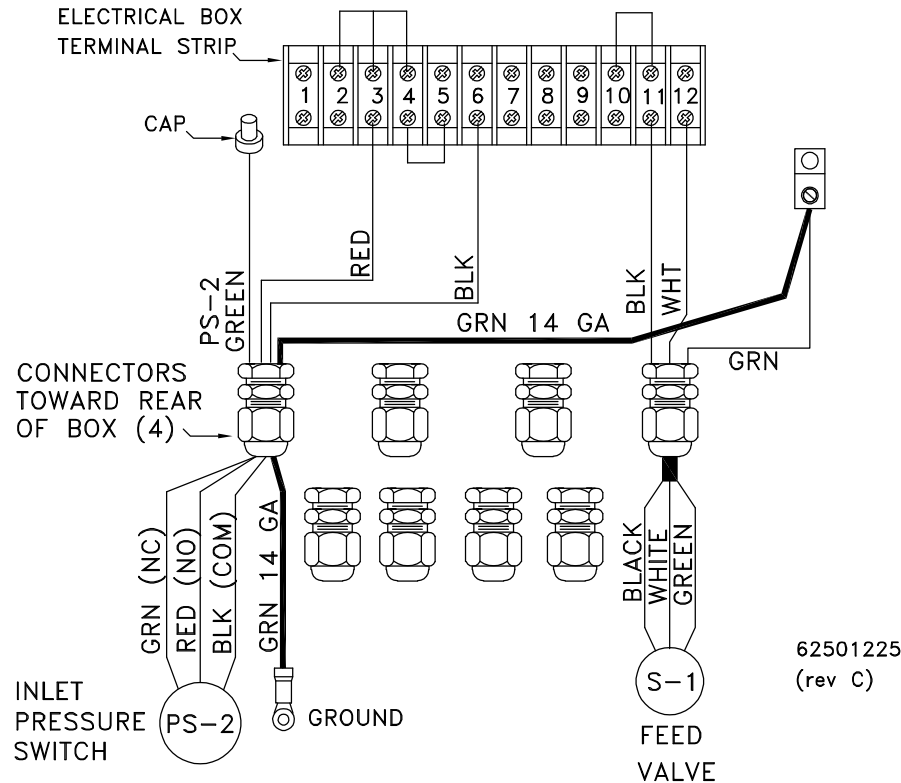 ELECTRICAL BOX
TERMINAL STRIP
1 2 3 4 5 6 7 8 9 10 11 12
CAP
PS-2
GREEN
RED
BLK
BLK
WHT
GRN 14 GA
GRN
CONNECTORS
TOWARD REAR
OF BOX (4)
GRN (NC)
RED (NO)
BLK (COM)
GRN 14 GA
BLACK
WHITE
GREEN
INLET
PRESSURE
SWITCH
PS-2
GROUND
S-1
FEED
VALVE
62501225
(rev C)